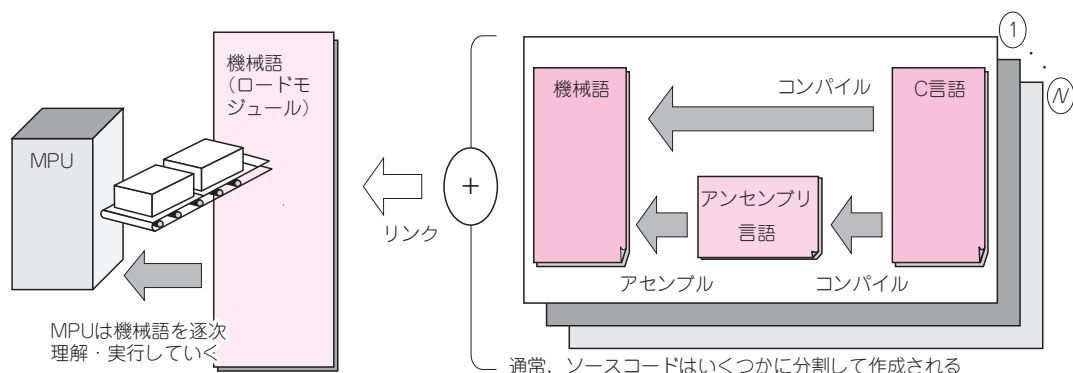 MPU
機械語
(ロードモ
ジュール)
MPUは機械語を逐次
理解・実行していく
リンク
+
機械語
コンパイル
C言語
アンセンブリ
言語
アセンブル
コンパイル
1
N
通常，ソースコードはいくつかに分割して作成される